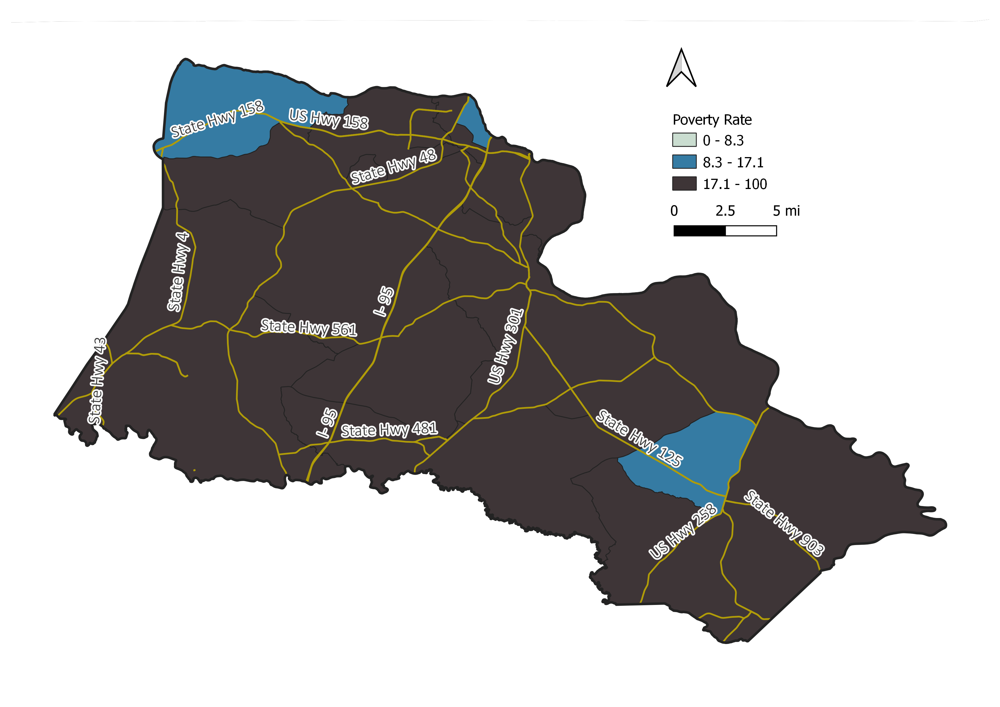 Poverty Rate
0 - 8.3
8.3 - 17.1
17.1 - 100
0 2.5 5 mi
State Hwy 158
US Hwy 158
State Hwy 48
State Hwy 4
I- 95
State Hwy 561
US Hwy 301
State Hwy 43
I- 95
State Hwy 481
State Hwy 125
US Hwy 258
State Hwy 903